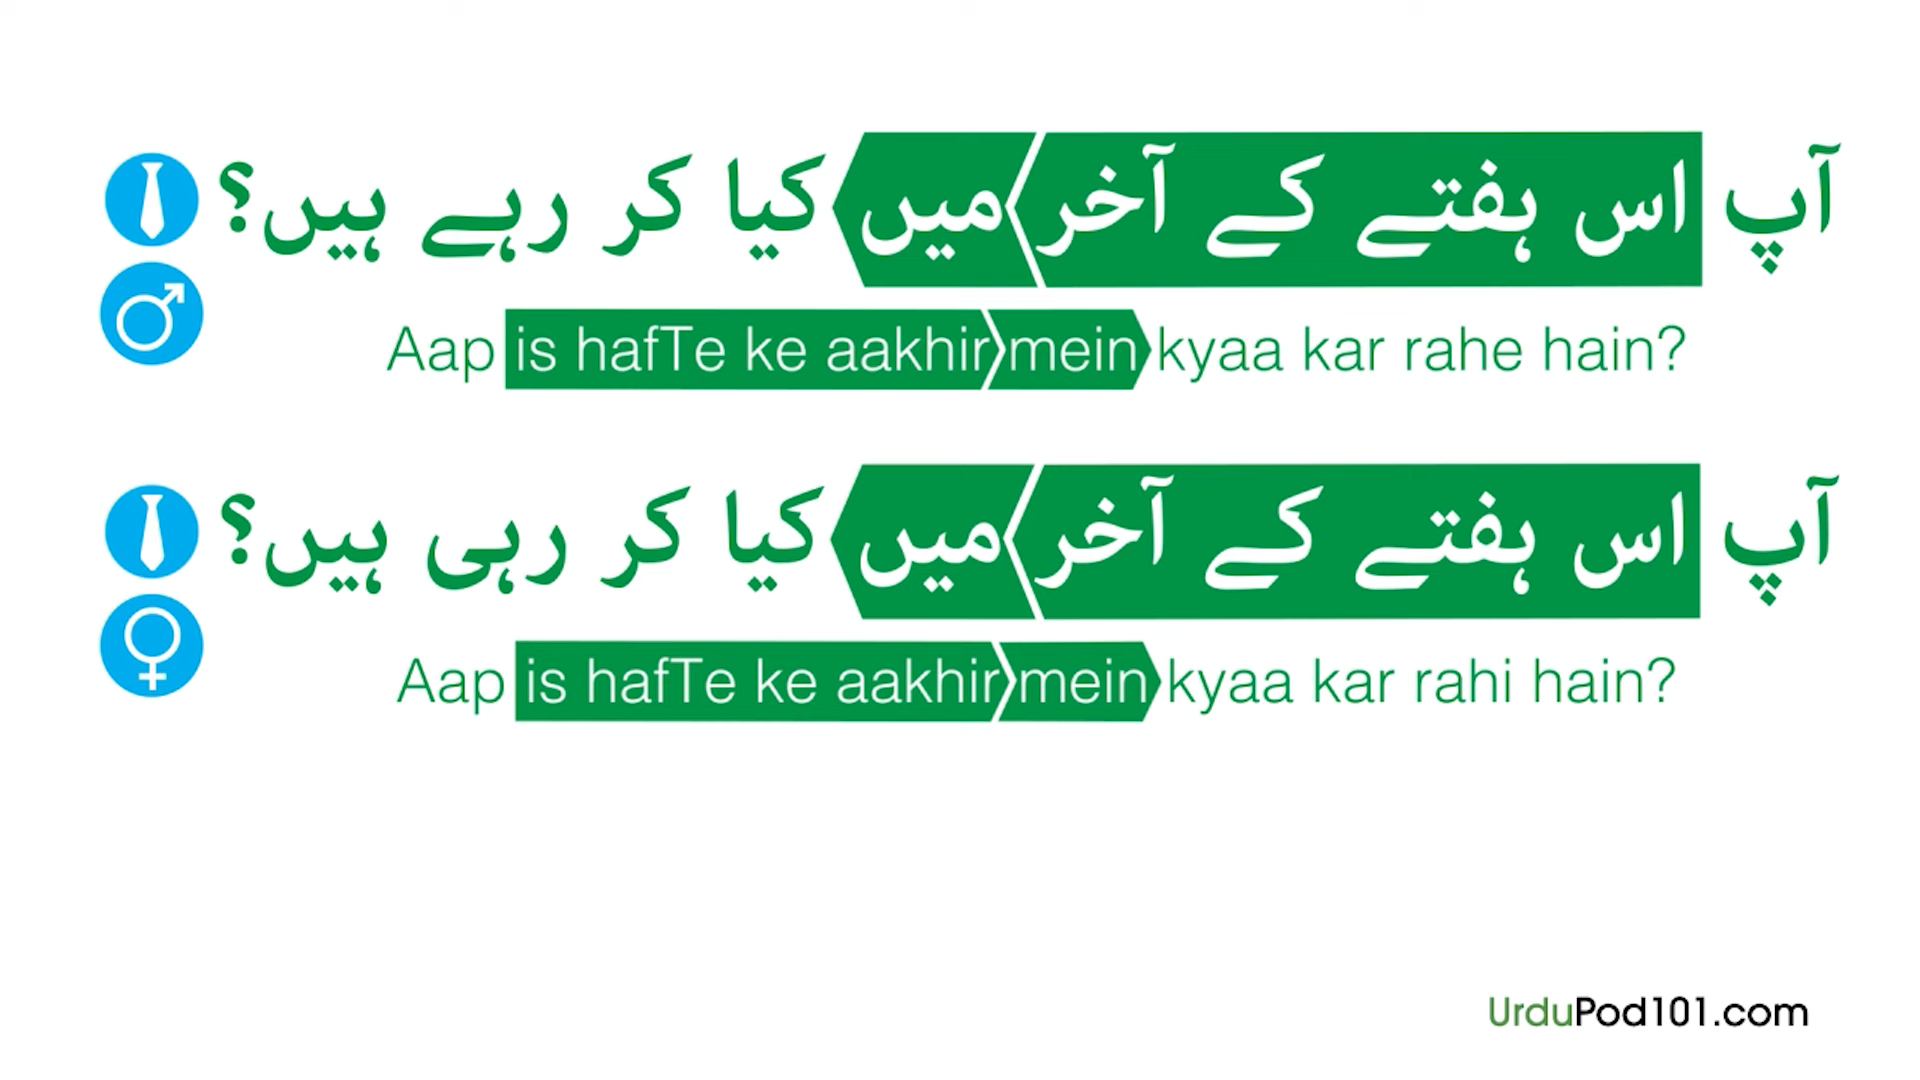 آپ اس ہفتے کے آخر میں کیا کر رہے ہیں؟
Aap is hafTe ke aakhir mein kyaa kar rahe hain?
آپ اس ہفتے کے آخر میں کیا کر رہی ہیں؟
Aap is hafTe ke aakhir mein kyaa kar rahi hain?
UrduPod101.com